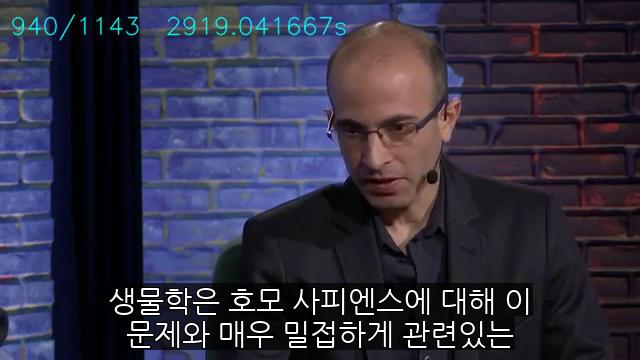 940/1143 2919.041667s
생물학은 호모 사피엔스에 대해 이
문제와 매우 밀접하게 관련있는